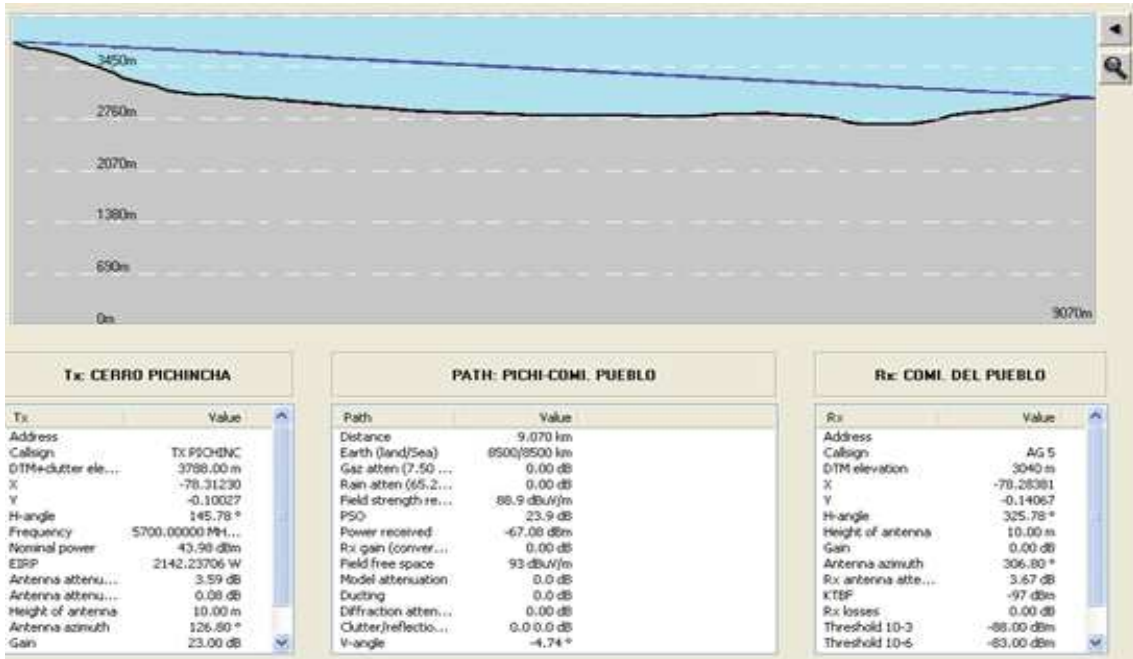 3450m
2760m
2070m
1380m
690m
0m
9070m
Tx: CERRO PICHINCHA
PATH: PICHI-COMI. PUEBLO
Rx: COMI. DEL PUEBLO
Tx Value
Address
Callsign TX PICHINC
DTM+clutter ele... 3788.00 m
X -78.31230
Y -0.10027
H-angle 145.78 °
Frequency 5700.00000 MH...
Nominal power 43.98 dBm
EIRP 2142.23706 W
Antenna attenu... 3.59 dB
Antenna attenu... 0.08 dB
Height of antenna 10.00 m
Antenna azimuth 126.80 °
Gain 23.00 dB
Path Value
Distance 9.070 km
Earth (land/Sea) 8500/8500 km
Gaz atten (7.50 ... 0.00 dB
Rain atten (65.2... 0.00 dB
Field strength re... 88.9 dBuV/m
PSO 23.9 dB
Power received -67.08 dBm
Rx gain (conver... 0.00 dB
Field free space 93 dBuV/m
Model attenuation 0.0 dB
Ducting 0.0 dB
Diffraction atten... 0.00 dB
Clutter/reflectio... 0.0 0.0 dB
V-angle -4.74 °
Rx Value
Address
Callsign AG 5
DTM elevation 3040 m
X -78.28381
Y -0.14067
H-angle 325.78 °
Height of antenna 10.00 m
Gain 0.00 dB
Antenna azimuth 306.80 °
Rx antenna atte... 3.67 dB
KTBF -97 dBm
Rx losses 0.00 dB
Threshold 10-3 -88.00 dBm
Threshold 10-6 -83.00 dBm